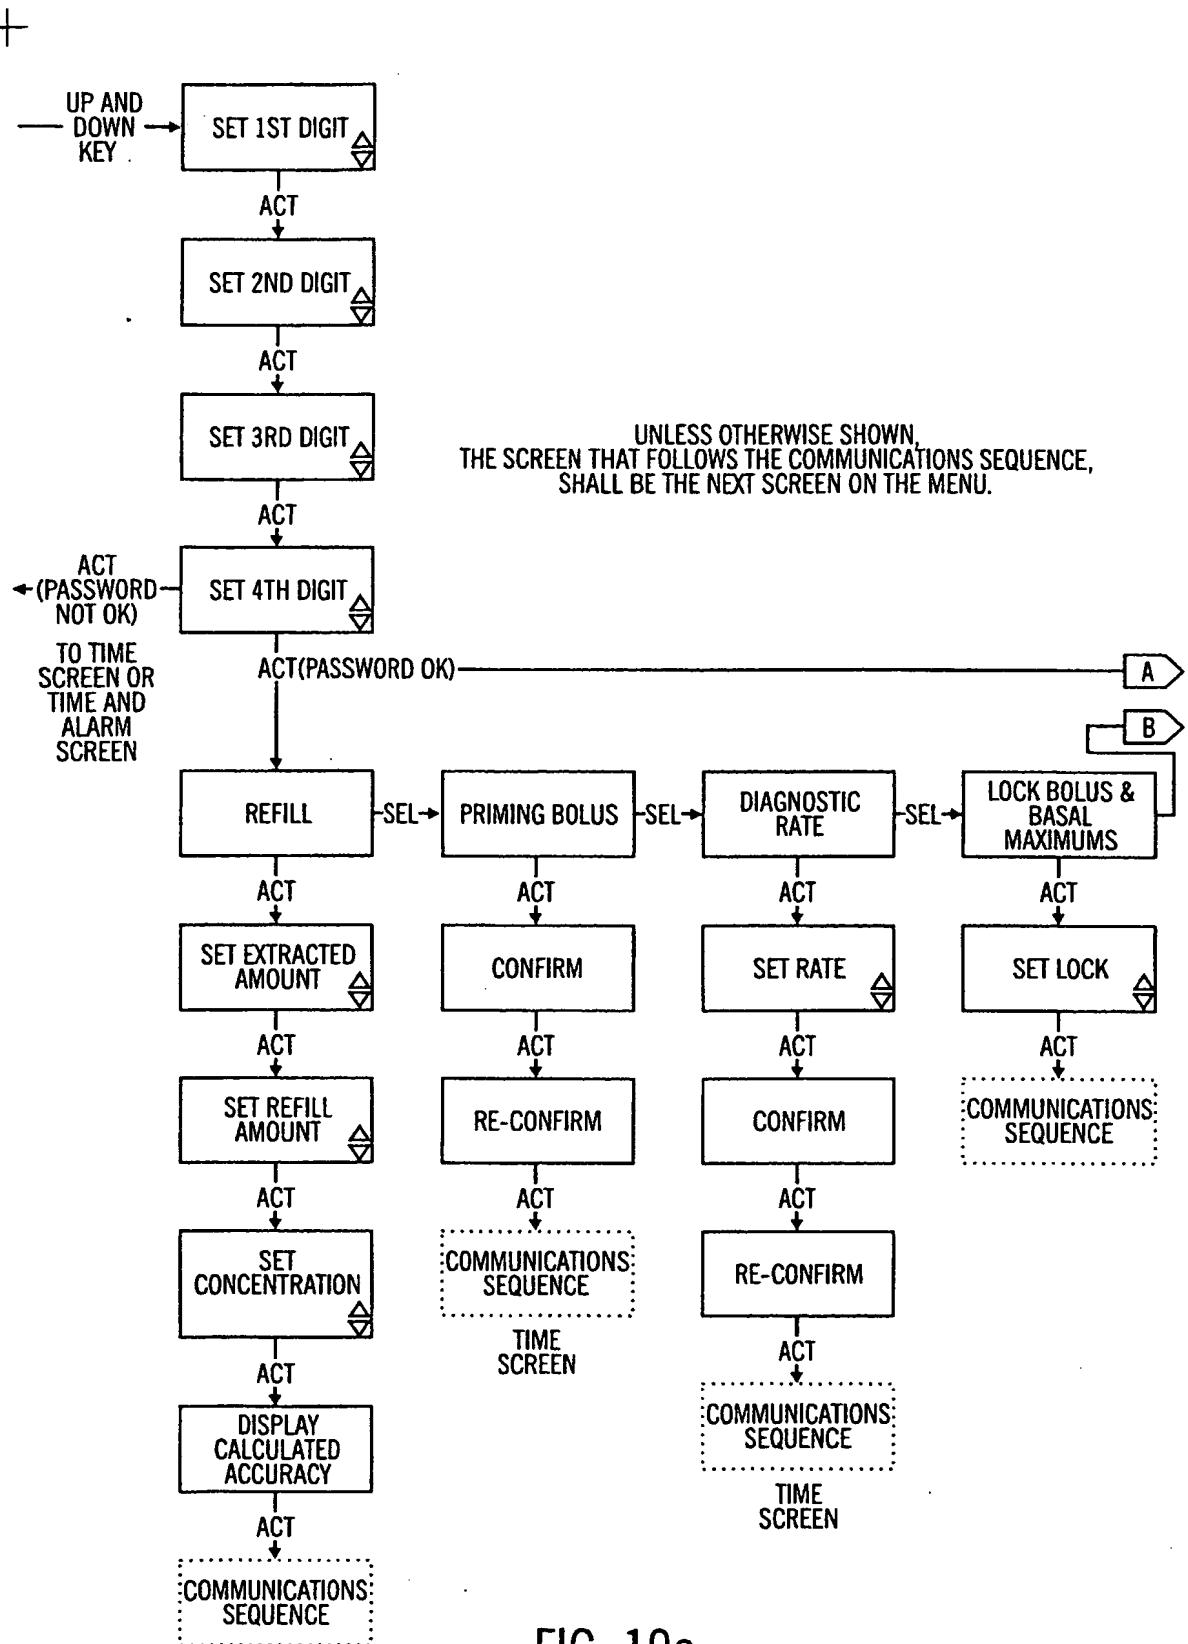 UP AND
DOWN
KEY
SET 1ST DIGIT
ACT
SET 2ND DIGIT
ACT
SET 3RD DIGIT
UNLESS OTHERWISE SHOWN,
THE SCREEN THAT FOLLOWS THE COMMUNICATIONS SEQUENCE,
SHALL BE THE NEXT SCREEN ON THE MENU.
ACT
ACT
(PASSWORD
NOT OK)
SET 4TH DIGIT
TO TIME
SCREEN OR
TIME AND
ALARM
SCREEN
ACT(PASSWORD OK)
A
B
REFILL
SEL
PRIMING BOLUS
SEL
DIAGNOSTIC
RATE
SEL
LOCK BOLUS &
BASAL
MAXIMUMS
ACT
ACT
ACT
ACT
SET EXTRACTED
AMOUNT
CONFIRM
SET RATE
SET LOCK
ACT
ACT
ACT
ACT
SET REFILL
AMOUNT
RE-CONFIRM
CONFIRM
COMMUNICATIONS
SEQUENCE
ACT
ACT
ACT
SET
CONCENTRATION
COMMUNICATIONS
SEQUENCE
TIME
SCREEN
RE-CONFIRM
ACT
ACT
DISPLAY
CALCULATED
ACCURACY
COMMUNICATIONS
SEQUENCE
TIME
SCREEN
ACT
COMMUNICATIONS
SEQUENCE